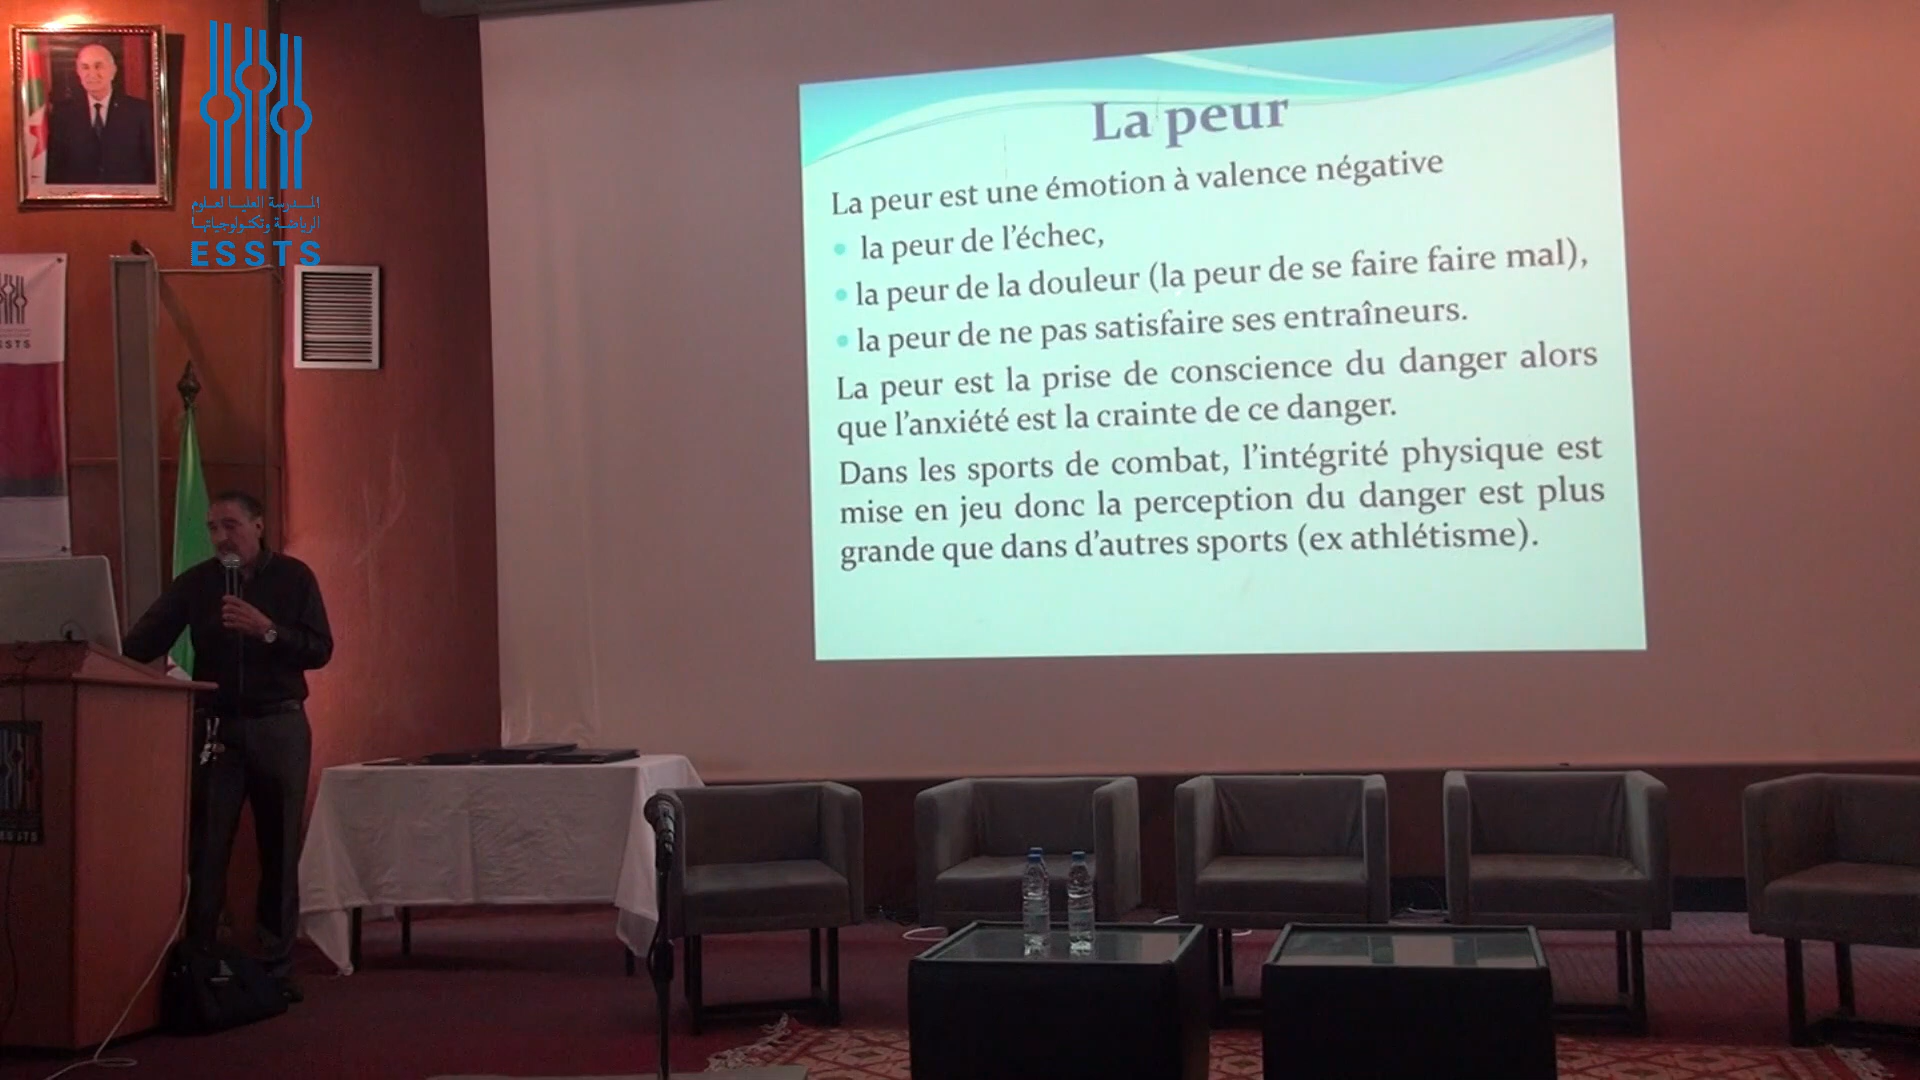 المدرسة العليا لعلوم
الرياضة وتكنولوجياتها
ESSTS
La peur
La peur est une émotion à valence négative
la peur de l'échec,
la peur de la douleur (la peur de se faire faire mal),
la peur de ne pas satisfaire ses entraîneurs.
La peur est la prise de conscience du danger alors
que l'anxiété est la crainte de ce danger.
Dans les sports de combat, l'intégrité physique est
mise en jeu donc la perception du danger est plus
grande que dans d'autres sports (ex athlétisme).